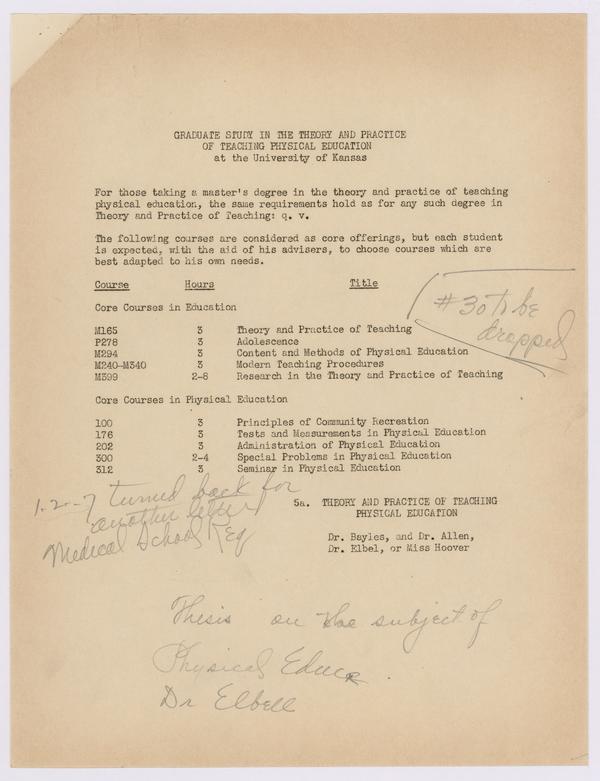 GRADUATE STUDY IN THE THEORY AND PRACTICE
OF TEACHING PHYSICAL EDUCATION
at the University of Kansas
For those taking a master's degree in the theory and practice of teaching
physical education, the same requirements hold as for any such degree in
Theory and Practice of Teaching: q. v.
The following courses are considered as core offerings, but each student
is expected, with the aid of his advisers, to choose courses which are
best adapted to his own needs.
Course Hours Title
#30 to be
dropped
Core Courses in Education
M165 3 Theory and Practice of Teaching
P278 3 Adolescence
M294 3 Content and Methods of Physical Education
M240-M340 3 Modern Teaching Procedures
M399 2-8 Research in the Theory and Practice of Teaching
Core Courses in Physical Education
100 3 Principles of Community Recreation
176 3 Tests and Measurements in Physical Education
202 3 Administration of Physical Education
300 2-4 Special Problems in Physical Education
312 3 Seminar in Physical Education
1-2-7 turned back for
another
Medical School Req
5a. THEORY AND PRACTICE OF TEACHING
PHYSICAL EDUCATION
Dr. Bayles, and Dr. Allen,
Dr. Elbel, or Miss Hoover
Thesis on the subject of
Physical Educ.
Dr Elbell